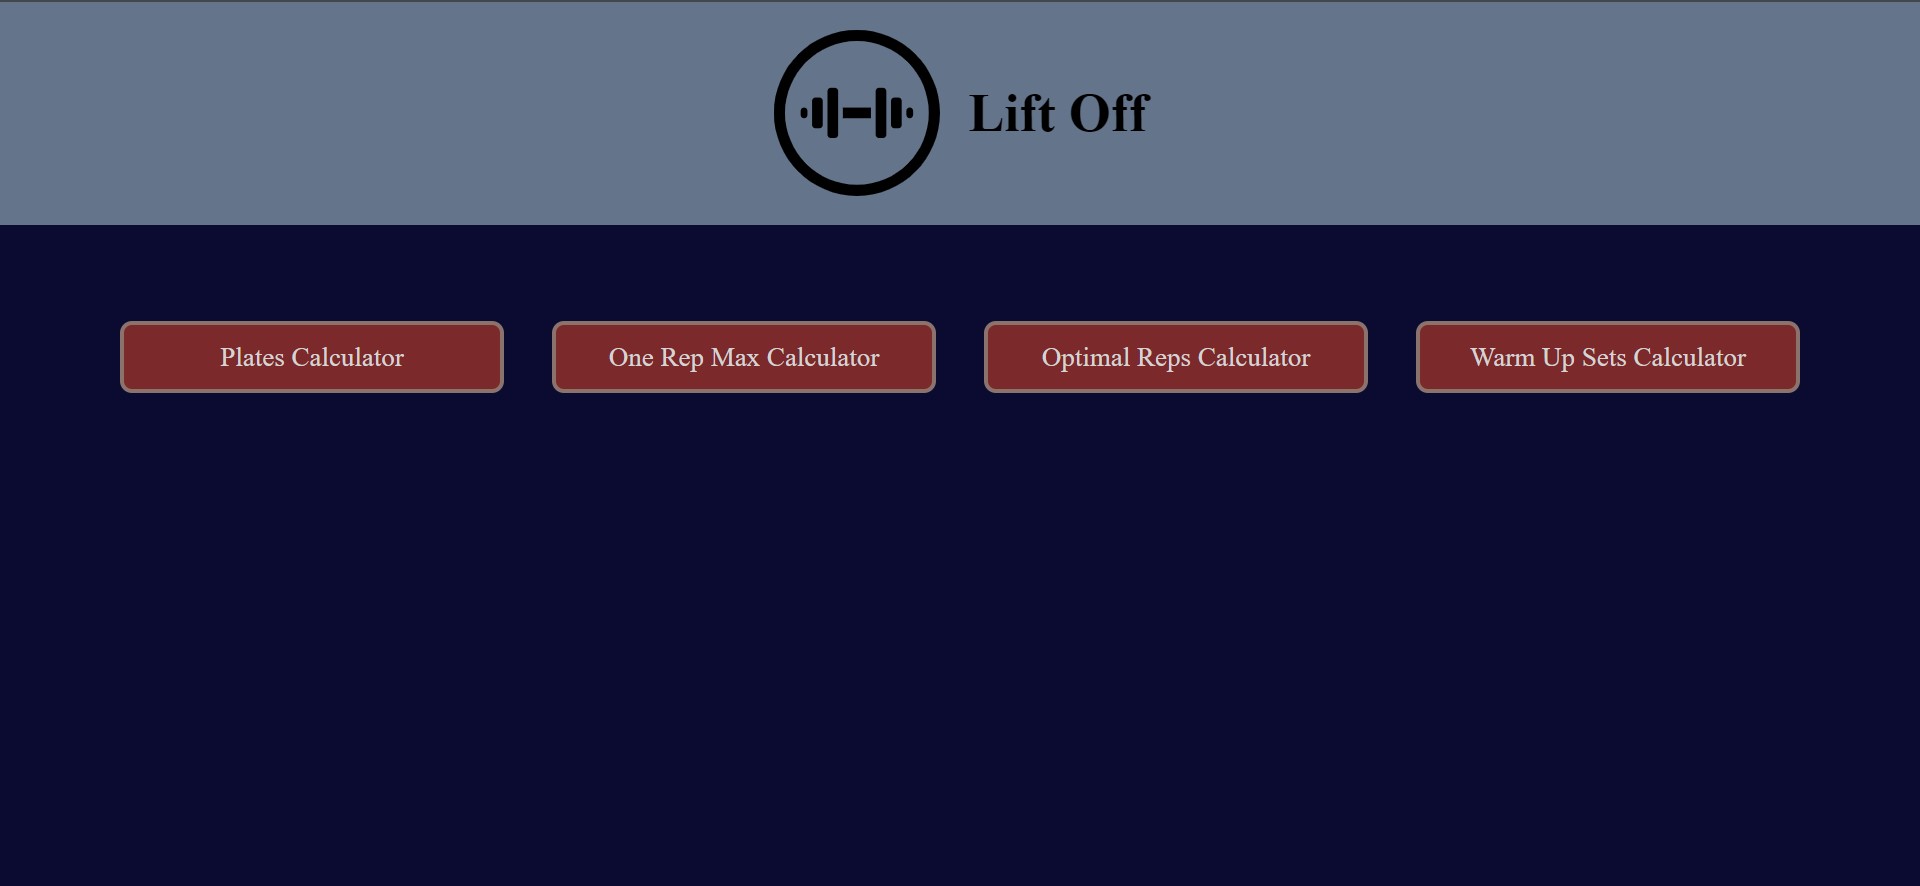 Lift Off
Plates Calculator
One Rep Max Calculator
Optimal Reps Calculator
Warm Up Sets Calculator